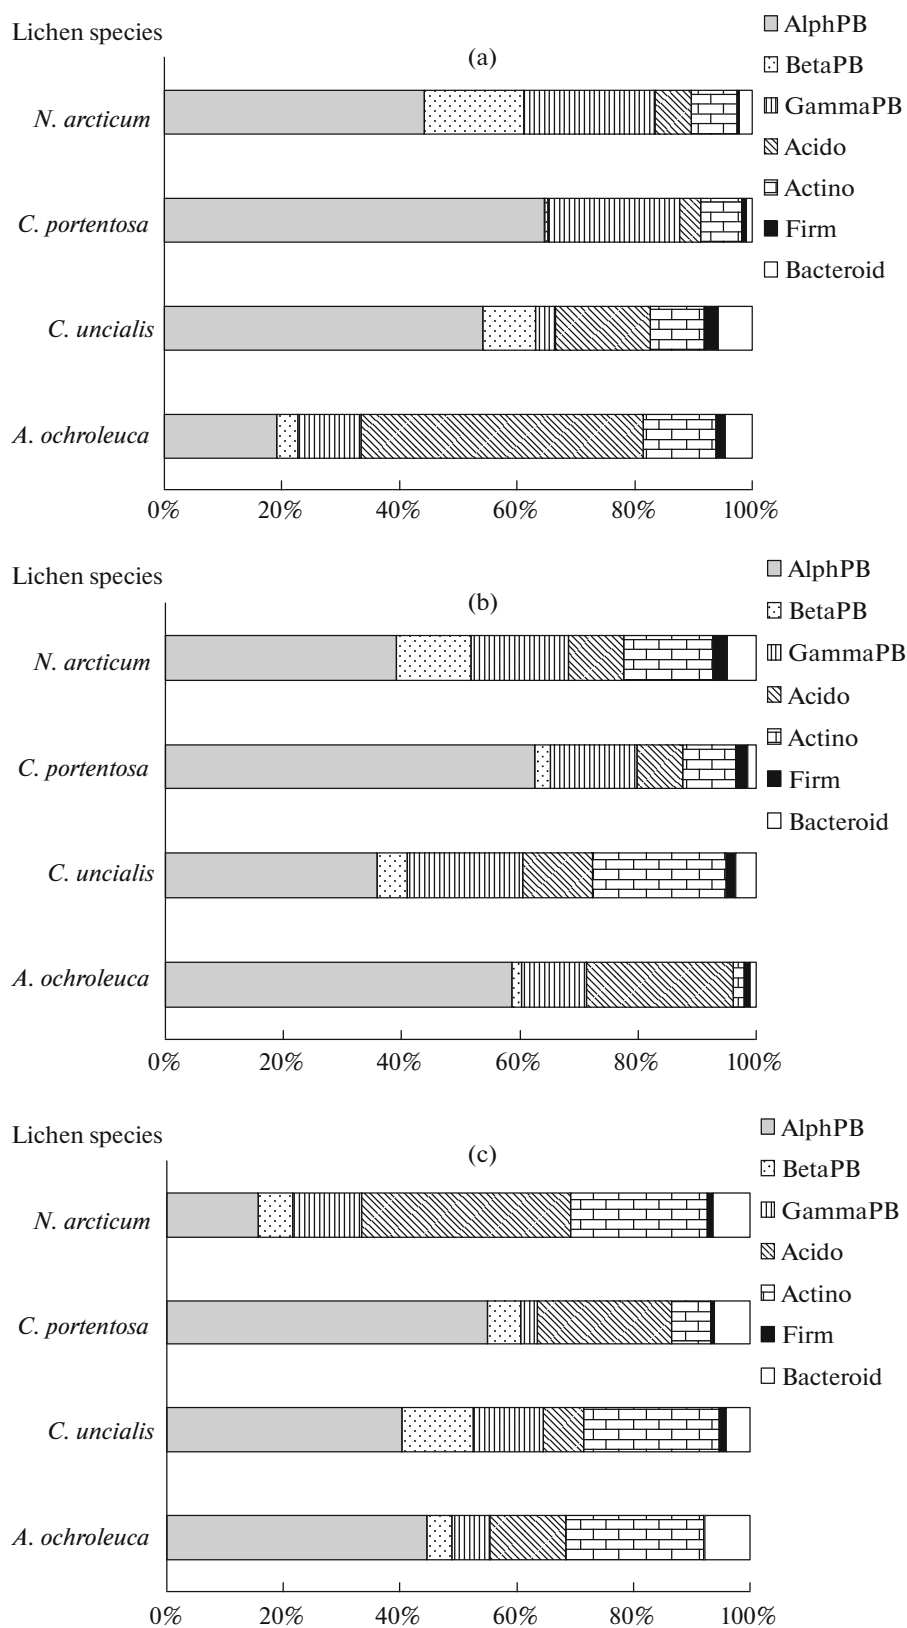 Lichen species
(a)
AlphPB
BetaPB
GammaPB
Acido
Actino
Firm
Bacteroid
N. arcticum
C. portentosa
C. uncialis
A. ochroleuca
0% 20% 40% 60% 80% 100%
Lichen species
(b)
AlphPB
BetaPB
GammaPB
Acido
Actino
Firm
Bacteroid
N. arcticum
C. portentosa
C. uncialis
A. ochroleuca
0% 20% 40% 60% 80% 100%
Lichen species
(c)
AlphPB
BetaPB
GammaPB
Acido
Actino
Firm
Bacteroid
N. arcticum
C. portentosa
C. uncialis
A. ochroleuca
0% 20% 40% 60% 80% 100%